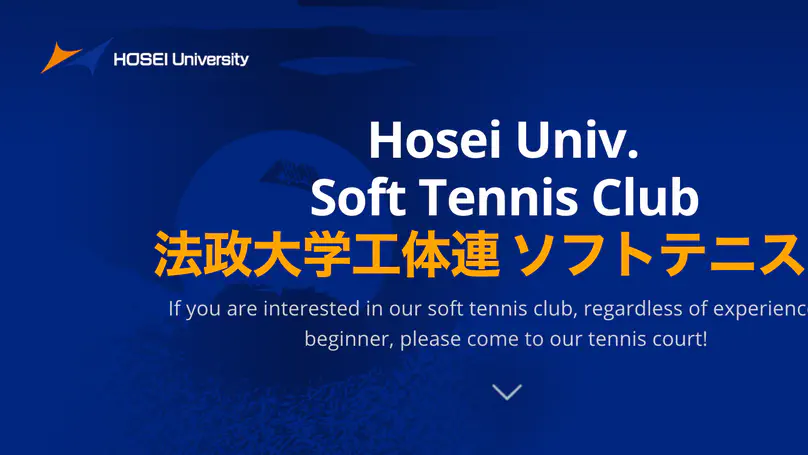 HOSEI University
Hosei Univ.
Soft Tennis Club
法政大学工体連 ソフトテニス
If you are interested in our soft tennis club, regardless of experienc
beginner, please come to our tennis court!